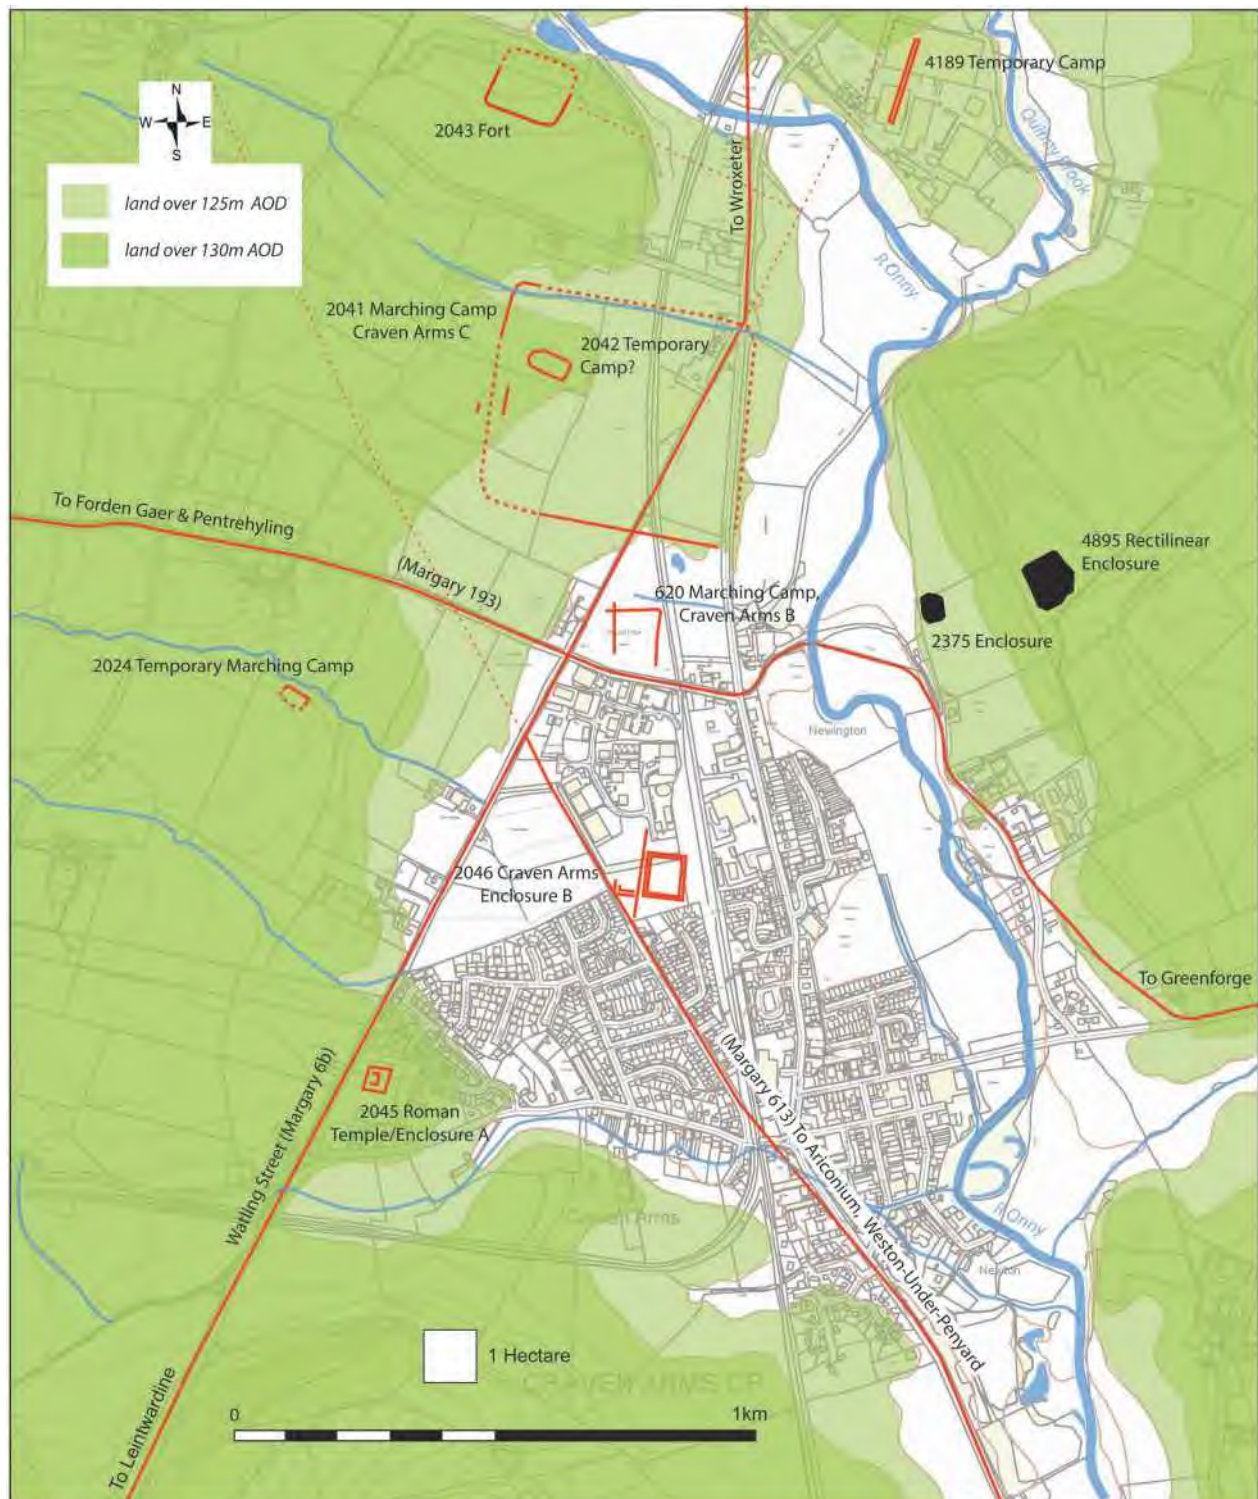 4189 Temporary Camp
2043 Fort
N
W E
S
land over 125m AOD
land over 130m AOD
To Wroxeter
Quinny Brook
R.Onny
2041 Marching Camp
Craven Arms C
2042 Temporary
Camp?
To Forden Gaer & Pentrehyling
(Margary 193)
4895 Rectilinear
Enclosure
620 Marching Camp,
Craven Arms B
2375 Enclosure
2024 Temporary Marching Camp
Newington
2046 Craven Arms
Enclosure B
To Greenforge
Watling Street (Margary 6b)
2045 Roman
Temple/Enclosure A
(Margary 613) To Ariconium, Weston-Under-Penyard
Craven Arms
R.Onny
Newton
1 Hectare
CRAVEN ARMS CP
To Leintwardine
0 1km